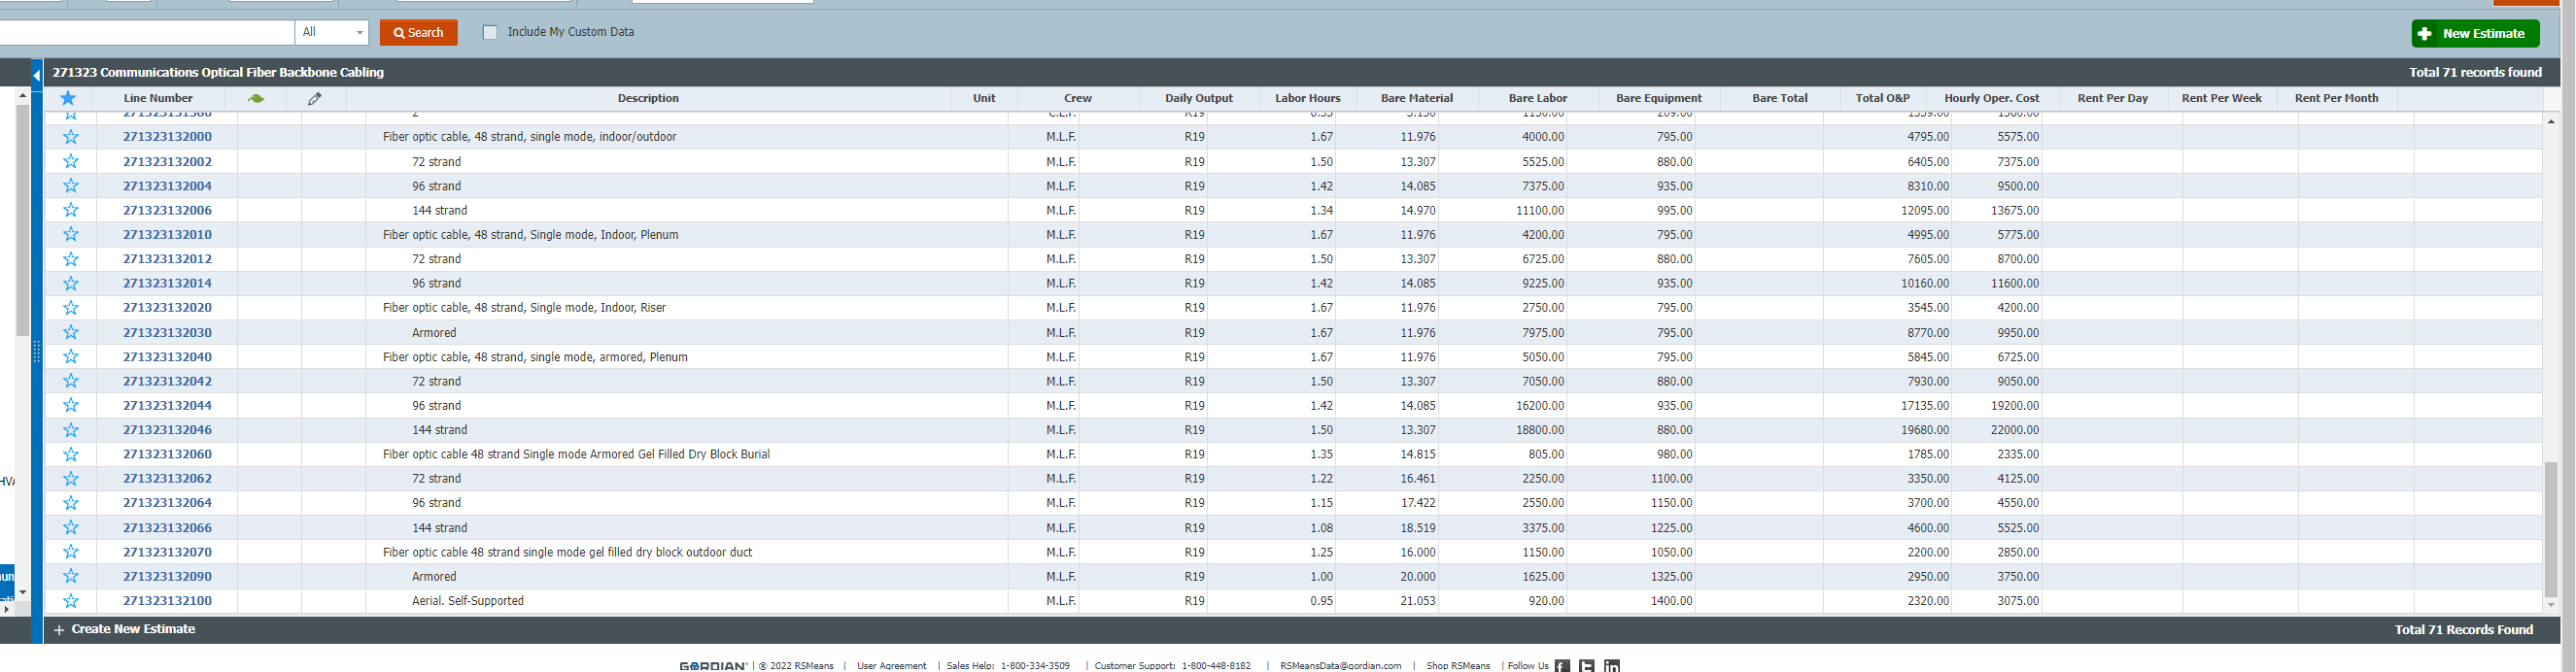 All Search Include My Custom Data New Estimate
271323 Communications Optical Fiber Backbone Cabling Total 71 records found
Line Number Description Unit Crew Daily Output Labor Hours Bare Material Bare Labor Bare Equipment Bare Total Total O&P Hourly Oper. Cost Rent Per Day Rent Per Week Rent Per Month
271323132000 Fiber optic cable, 48 strand, single mode, indoor/outdoor M.L.F. R19 1.67 11.976 4000.00 795.00 4795.00 5575.00
271323132002 72 strand M.L.F. R19 1.50 13.307 5525.00 880.00 6405.00 7375.00
271323132004 96 strand M.L.F. R19 1.42 14.085 7375.00 935.00 8310.00 9500.00
271323132006 144 strand M.L.F. R19 1.34 14.970 11100.00 995.00 12095.00 13675.00
271323132010 Fiber optic cable, 48 strand, Single mode, Indoor, Plenum M.L.F. R19 1.67 11.976 4200.00 795.00 4995.00 5775.00
271323132012 72 strand M.L.F. R19 1.50 13.307 6725.00 880.00 7605.00 8700.00
271323132014 96 strand M.L.F. R19 1.42 14.085 9225.00 935.00 10160.00 11600.00
271323132020 Fiber optic cable, 48 strand, Single mode, Indoor, Riser M.L.F. R19 1.67 11.976 2750.00 795.00 3545.00 4200.00
271323132030 Armored M.L.F. R19 1.67 11.976 7975.00 795.00 8770.00 9950.00
271323132040 Fiber optic cable, 48 strand, single mode, armored, Plenum M.L.F. R19 1.67 11.976 5050.00 795.00 5845.00 6725.00
271323132042 72 strand M.L.F. R19 1.50 13.307 7050.00 880.00 7930.00 9050.00
271323132044 96 strand M.L.F. R19 1.42 14.085 16200.00 935.00 17135.00 19200.00
271323132046 144 strand M.L.F. R19 1.50 13.307 18800.00 880.00 19680.00 22000.00
271323132060 Fiber optic cable 48 strand Single mode Armored Gel Filled Dry Block Burial M.L.F. R19 1.35 14.815 805.00 980.00 1785.00 2335.00
271323132062 72 strand M.L.F. R19 1.22 16.461 2250.00 1100.00 3350.00 4125.00
271323132064 96 strand M.L.F. R19 1.15 17.422 2550.00 1150.00 3700.00 4550.00
271323132066 144 strand M.L.F. R19 1.08 18.519 3375.00 1225.00 4600.00 5525.00
271323132070 Fiber optic cable 48 strand single mode gel filled dry block outdoor duct M.L.F. R19 1.25 16.000 1150.00 1050.00 2200.00 2850.00
271323132090 Armored M.L.F. R19 1.00 20.000 1625.00 1325.00 2950.00 3750.00
271323132100 Aerial. Self-Supported M.L.F. R19 0.95 21.053 920.00 1400.00 2320.00 3075.00
+ Create New Estimate Total 71 Records Found
GORDIAN | ® 2022 RSMeans | User Agreement | Sales Help: 1-800-334-3509 | Customer Support: 1-800-448-8182 | RSMeansData@gordian.com | Shop RSMeans | Follow Us